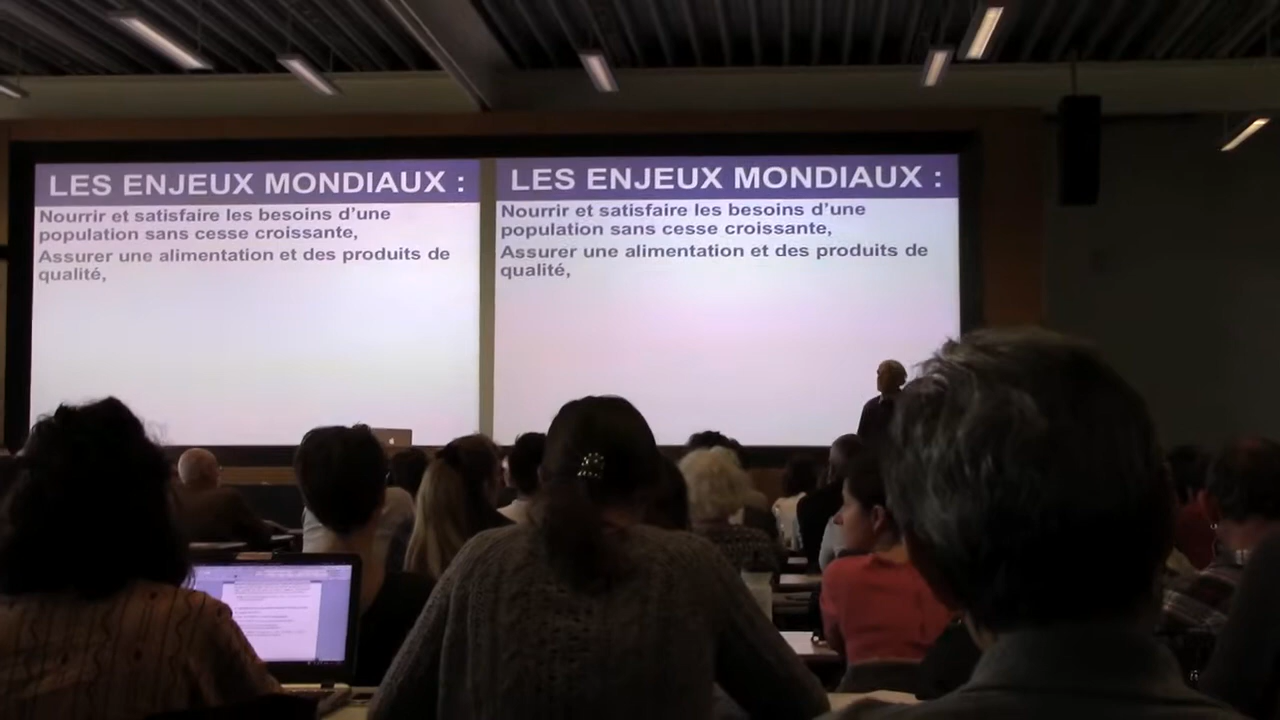 LES ENJEUX MONDIAUX :
Nourrir et satisfaire les besoins d’une
population sans cesse croissante,
Assurer une alimentation et des produits de
qualité,
LES ENJEUX MONDIAUX :
Nourrir et satisfaire les besoins d’une
population sans cesse croissante,
Assurer une alimentation et des produits de
qualité,